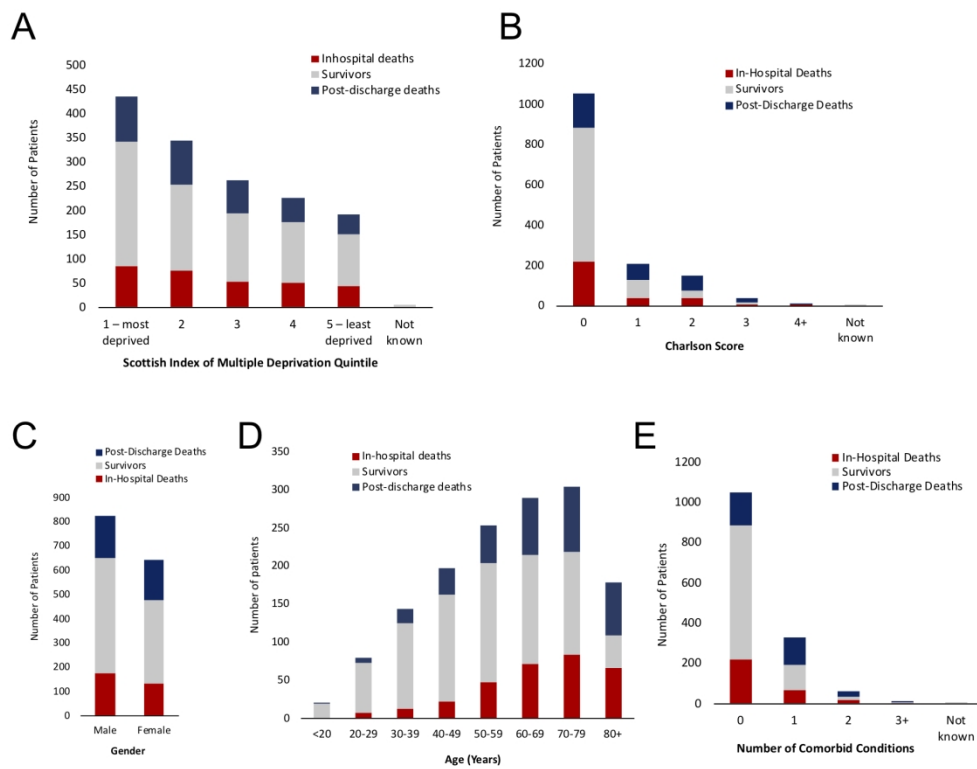 A
Inhospital deaths
Survivors
Post-discharge deaths
Number of Patients
500
450
400
350
300
250
200
150
100
50
0
1 – most deprived
2
3
4
5 – least deprived
Not known
Scottish Index of Multiple Deprivation Quintile
B
In-Hospital Deaths
Survivors
Post-Discharge Deaths
Number of Patients
1200
1000
800
600
400
200
0
0
1
2
3
4+
Not known
Charlson Score
C
Post-Discharge Deaths
Survivors
In-Hospital Deaths
Number of Patients
900
800
700
600
500
400
300
200
100
0
Male
Female
Gender
D
In-hospital deaths
Survivors
Post-discharge deaths
Number of patients
350
300
250
200
150
100
50
0
<20
20-29
30-39
40-49
50-59
60-69
70-79
80+
Age (Years)
E
In-Hospital Deaths
Survivors
Post-Discharge Deaths
Number of Patients
1200
1000
800
600
400
200
0
0
1
2
3+
Not known
Number of Comorbid Conditions